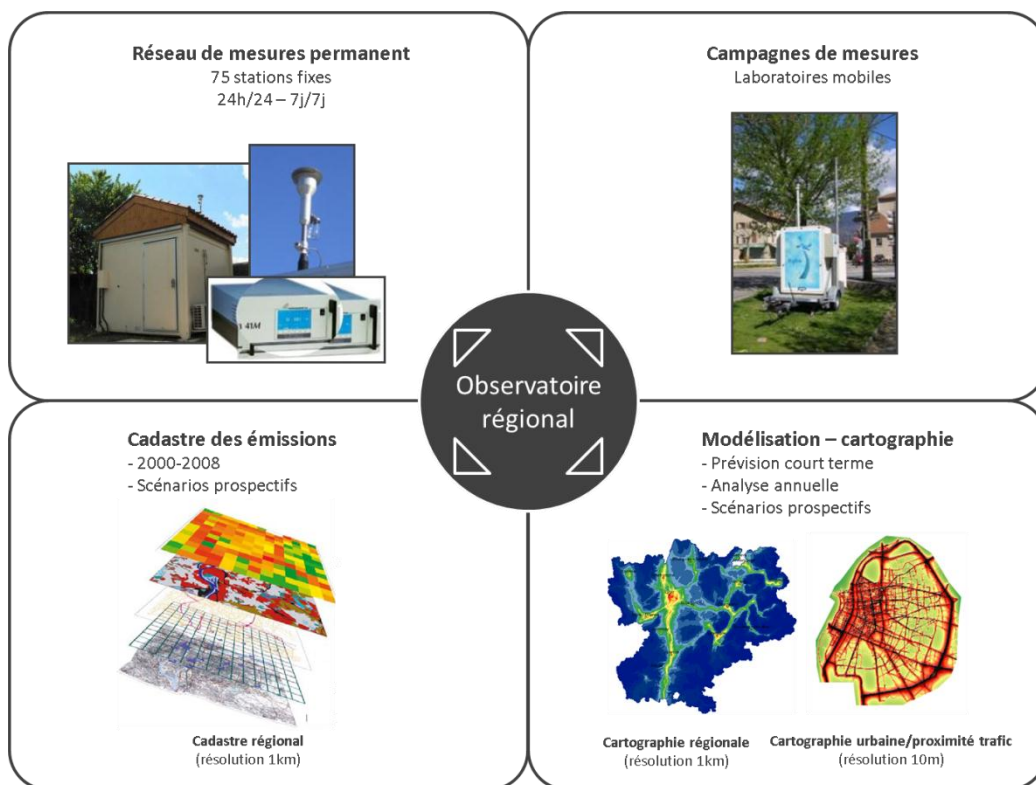 Réseau de mesures permanent
75 stations fixes
24h/24 – 7j/7j
Campagnes de mesures
Laboratoires mobiles
41M
Observatoire
régional
Cadastre des émissions
- 2000-2008
- Scénarios prospectifs
Cadastre régional
(résolution 1km)
Modélisation – cartographie
- Prévision court terme
- Analyse annuelle
- Scénarios prospectifs
Cartographie régionale
(résolution 1km)
Cartographie urbaine/proximité trafic
(résolution 10m)